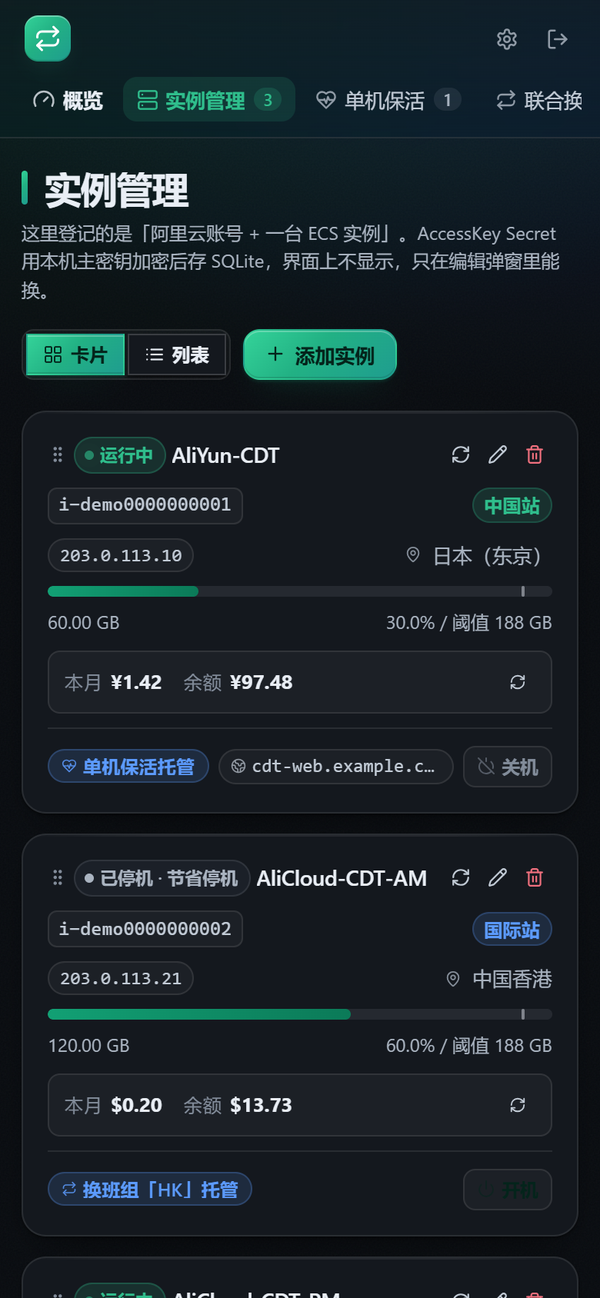 概览 实例管理 3 单机保活 1 联合换
实例管理
这里登记的是「阿里云账号 + 一台 ECS 实例」。AccessKey Secret
用本机主密钥加密后存 SQLite，界面上不显示，只在编辑弹窗里能
换。
卡片 列表 添加实例
运行中 AliYun-CDT
i-demo0000000001 中国站
203.0.113.10 日本（东京）
60.00 GB 30.0% / 阈值 188 GB
本月 ¥1.42 余额 ¥97.48
单机保活托管 cdt-web.example.c… 关机
已停机 · 节省停机 AliCloud-CDT-AM
i-demo0000000002 国际站
203.0.113.21 中国香港
120.00 GB 60.0% / 阈值 188 GB
本月 $0.20 余额 $13.73
换班组「HK」托管 开机
运行中 AliCloud-CDT-PM